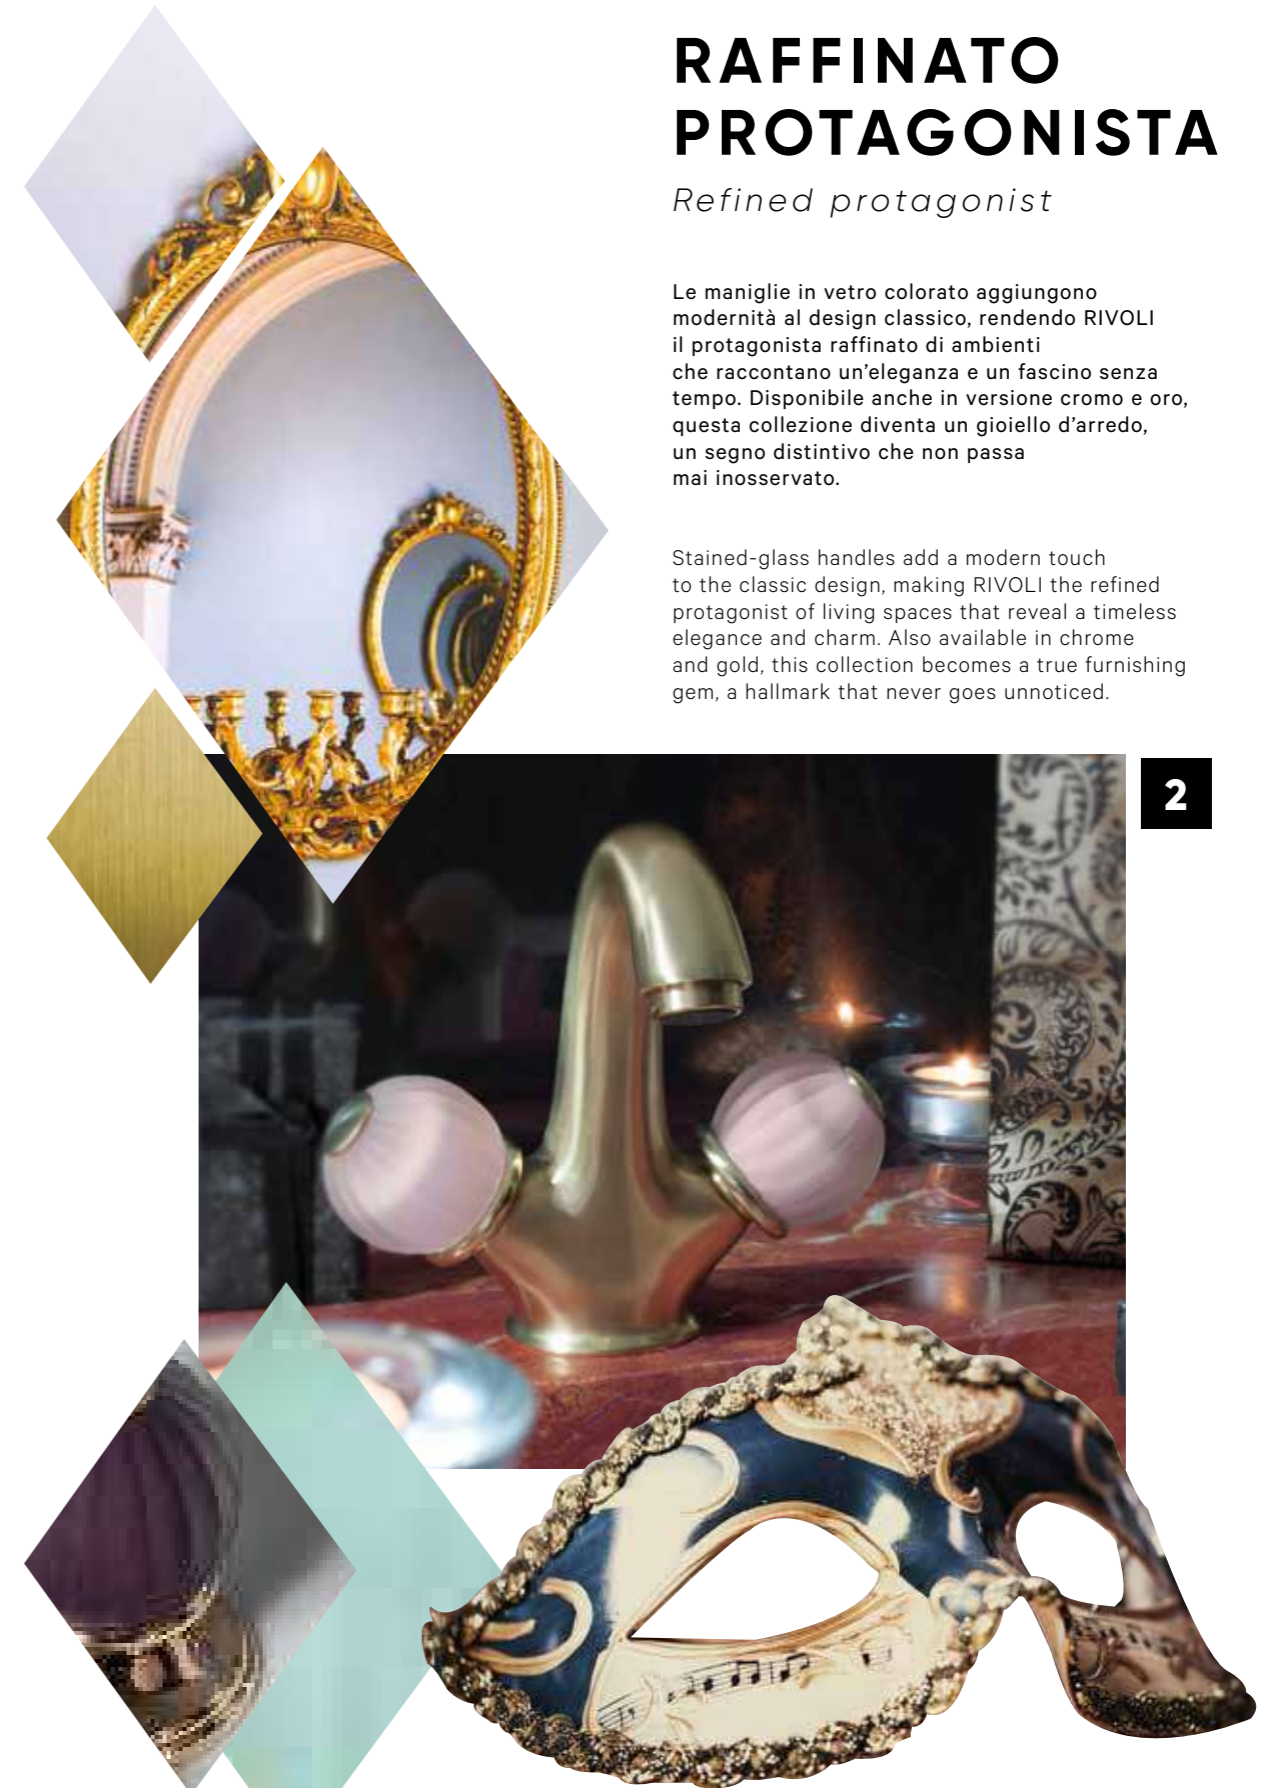 RAFFINATO
PROTAGONISTA
Refined protagonist
Le maniglie in vetro colorato aggiungono
modernità al design classico, rendendo RIVOLI
il protagonista raffinato di ambienti
che raccontano un’eleganza e un fascino senza
tempo. Disponibile anche in versione cromo e oro,
questa collezione diventa un gioiello d’arredo,
un segno distintivo che non passa
mai inosservato.
Stained-glass handles add a modern touch
to the classic design, making RIVOLI the refined
protagonist of living spaces that reveal a timeless
elegance and charm. Also available in chrome
and gold, this collection becomes a true furnishing
gem, a hallmark that never goes unnoticed.
2